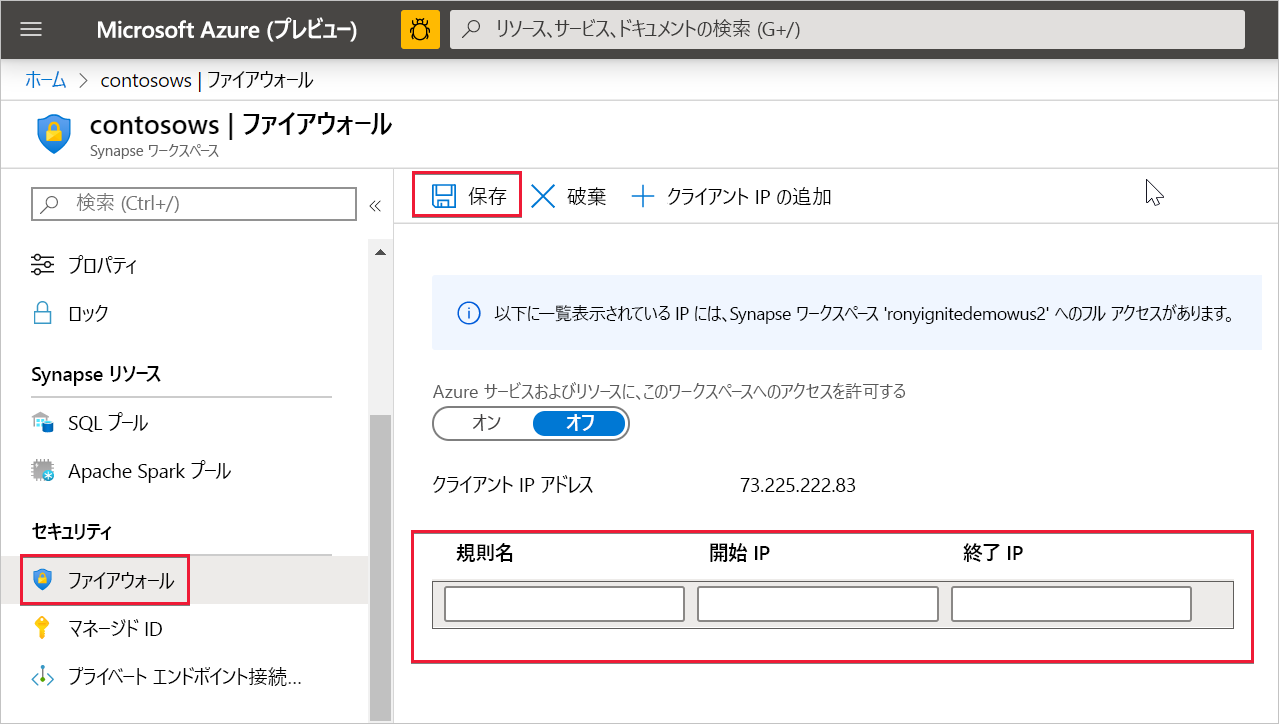 Microsoft Azure (プレビュー)
リソース、サービス、ドキュメントの検索 (G+/)
ホーム > contosows | ファイアウォール
contosows | ファイアウォール
Synapse ワークスペース
検索 (Ctrl+/)
«
プロパティ
ロック
Synapse リソース
SQL プール
Apache Spark プール
セキュリティ
ファイアウォール
マネージド ID
プライベート エンドポイント接続...
保存
破棄
クライアント IP の追加
以下に一覧表示されている IP には、Synapse ワークスペース 'ronyignitedemowus2' へのフル アクセスがあります。
Azure サービスおよびリソースに、このワークスペースへのアクセスを許可する
オン オフ
クライアント IP アドレス 73.225.222.83
規則名 開始 IP 終了 IP